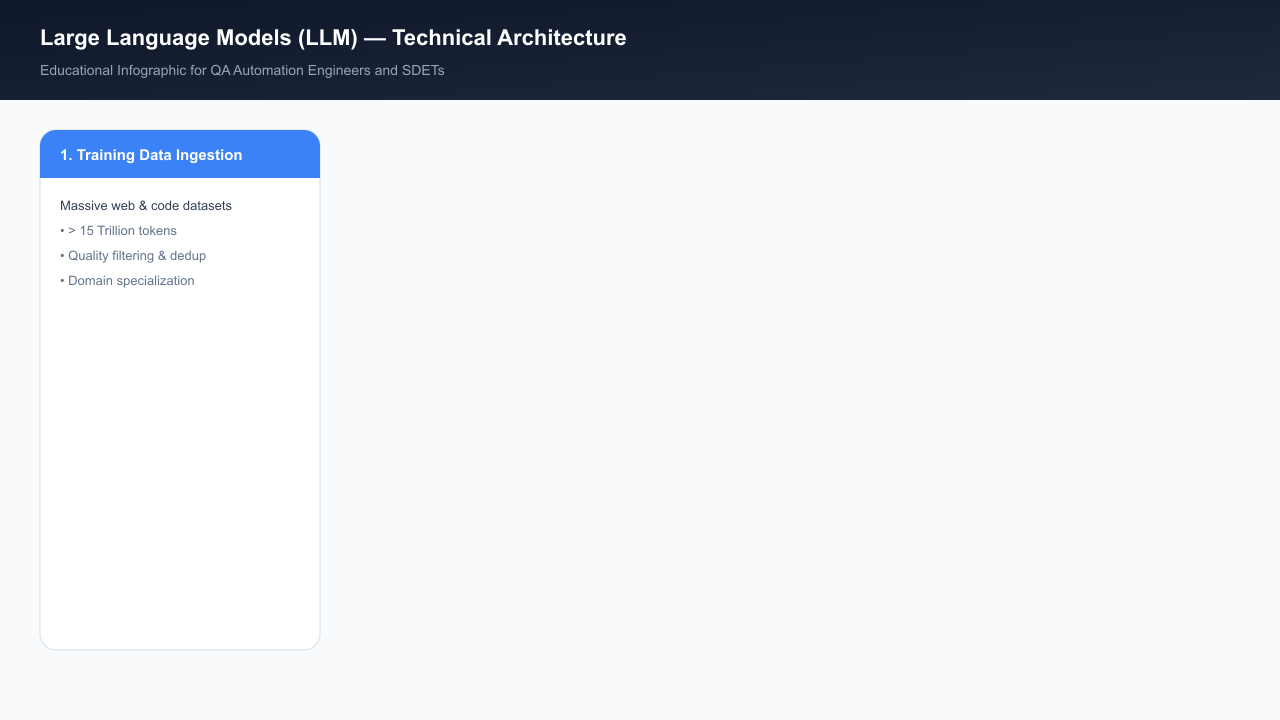 Large Language Models (LLM) — Technical Architecture
Educational Infographic for QA Automation Engineers and SDETs
1. Training Data Ingestion
Massive web & code datasets
• > 15 Trillion tokens
• Quality filtering & dedup
• Domain specialization